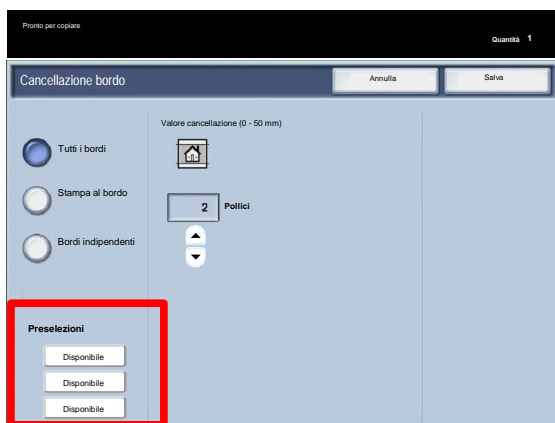 Pronto per copiare
Quantità 1
Cancellazione bordo
Annulla
Salva
Valore cancellazione (0 - 50 mm)
Tutti i bordi
Stampa al bordo
2 Pollici
Bordi indipendenti
Preselezioni
Disponibile
Disponibile
Disponibile